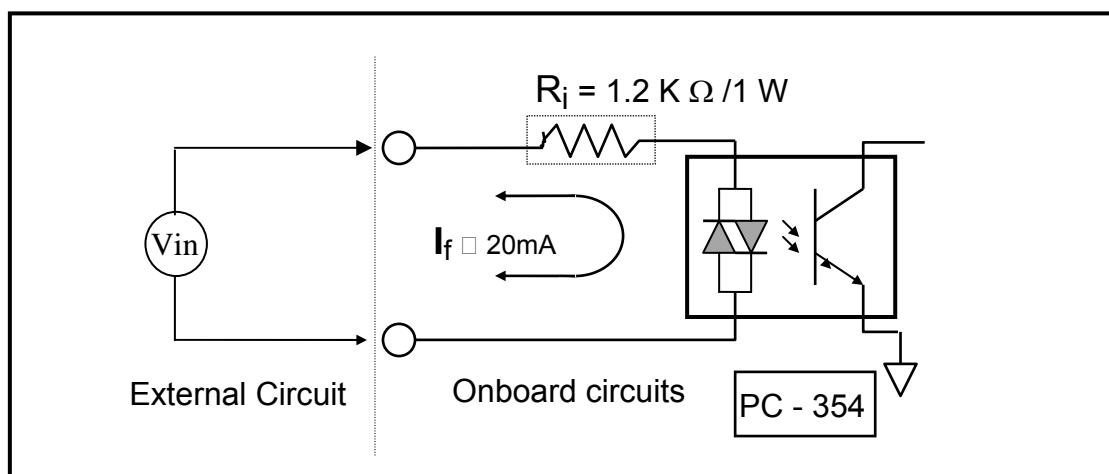 Ri = 1.2 K Ω /1 W
Vin
If □ 20mA
External Circuit
Onboard circuits
PC - 354